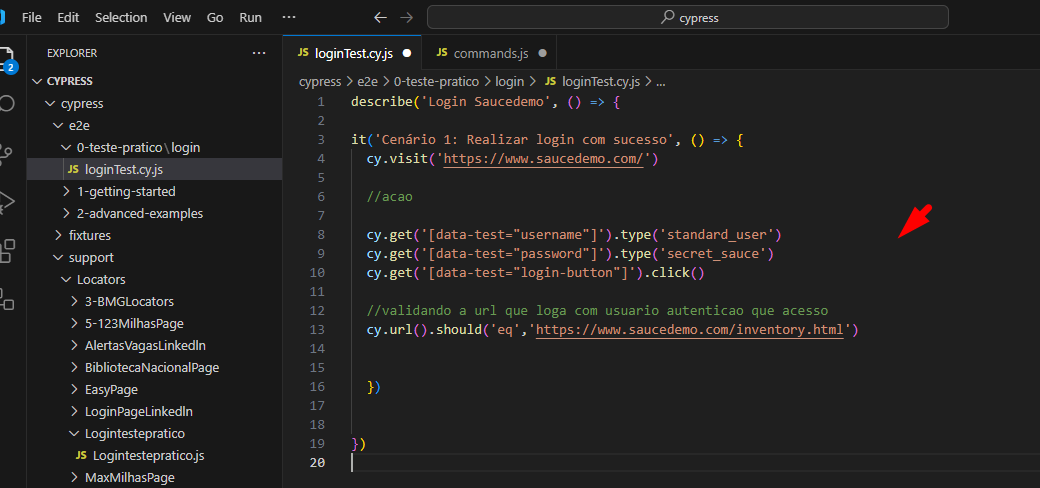 File Edit Selection View Go Run ··· ← → cypress
EXPLORER ···
2
CYPRESS
cypress
e2e
0-teste-pratico\login
JS loginTest.cy.js
1-getting-started
2-advanced-examples
fixtures
support
Locators
3-BMGLocators
5-123MilhasPage
AlertasVagasLinkedIn
BibliotecaNacionalPage
EasyPage
LoginPageLinkedIn
Logintestepratico
JS Logintestepratico.js
MaxMilhasPage
JS loginTest.cy.js ● JS commands.js ●
cypress > e2e > 0-teste-pratico > login > JS loginTest.cy.js > ...
1 describe('Login Saucedemo', () => {
2
3 it('Cenário 1: Realizar login com sucesso', () => {
4 cy.visit('https://www.saucedemo.com/')
5
6 //acao
7
8 cy.get('[data-test="username"]').type('standard_user')
9 cy.get('[data-test="password"]').type('secret_sauce')
10 cy.get('[data-test="login-button"]').click()
11
12 //validando a url que loga com usuario autenticao que acesso
13 cy.url().should('eq','https://www.saucedemo.com/inventory.html')
14
15
16 })
17
18
19 })
20